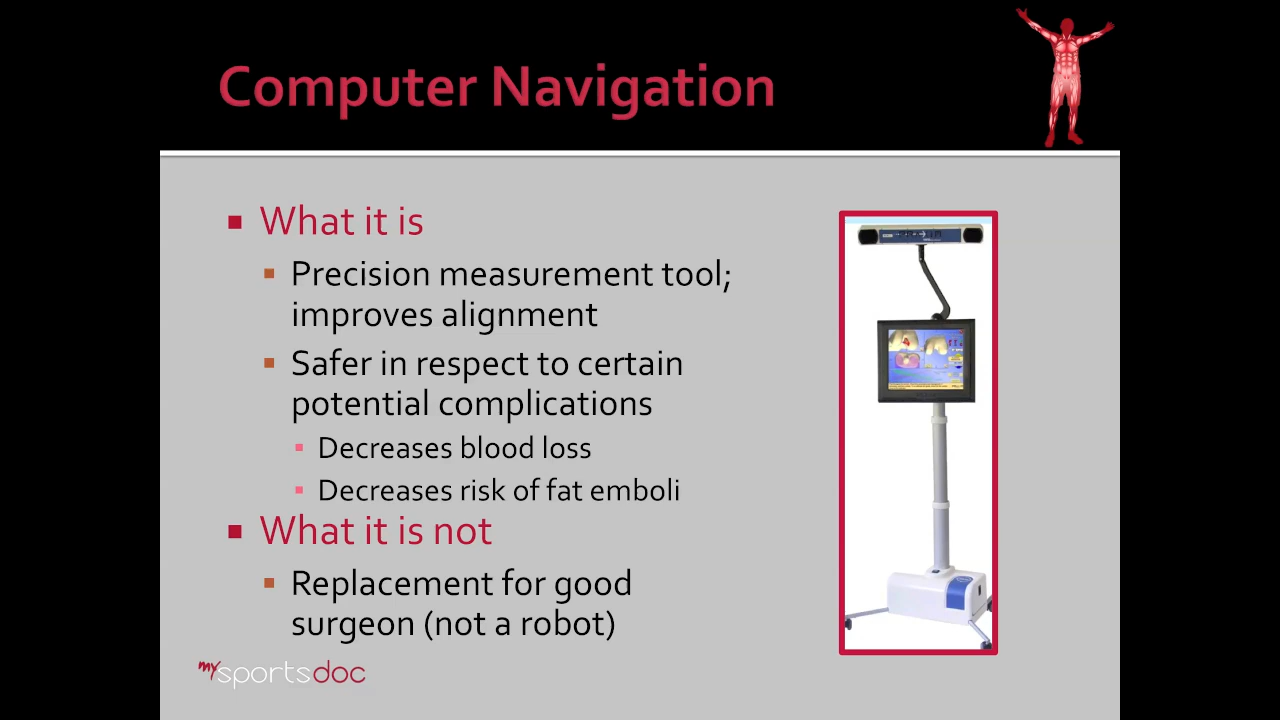 Computer Navigation
What it is
Precision measurement tool;
improves alignment
Safer in respect to certain
potential complications
Decreases blood loss
Decreases risk of fat emboli
What it is not
Replacement for good
surgeon (not a robot)
mysportsdoc